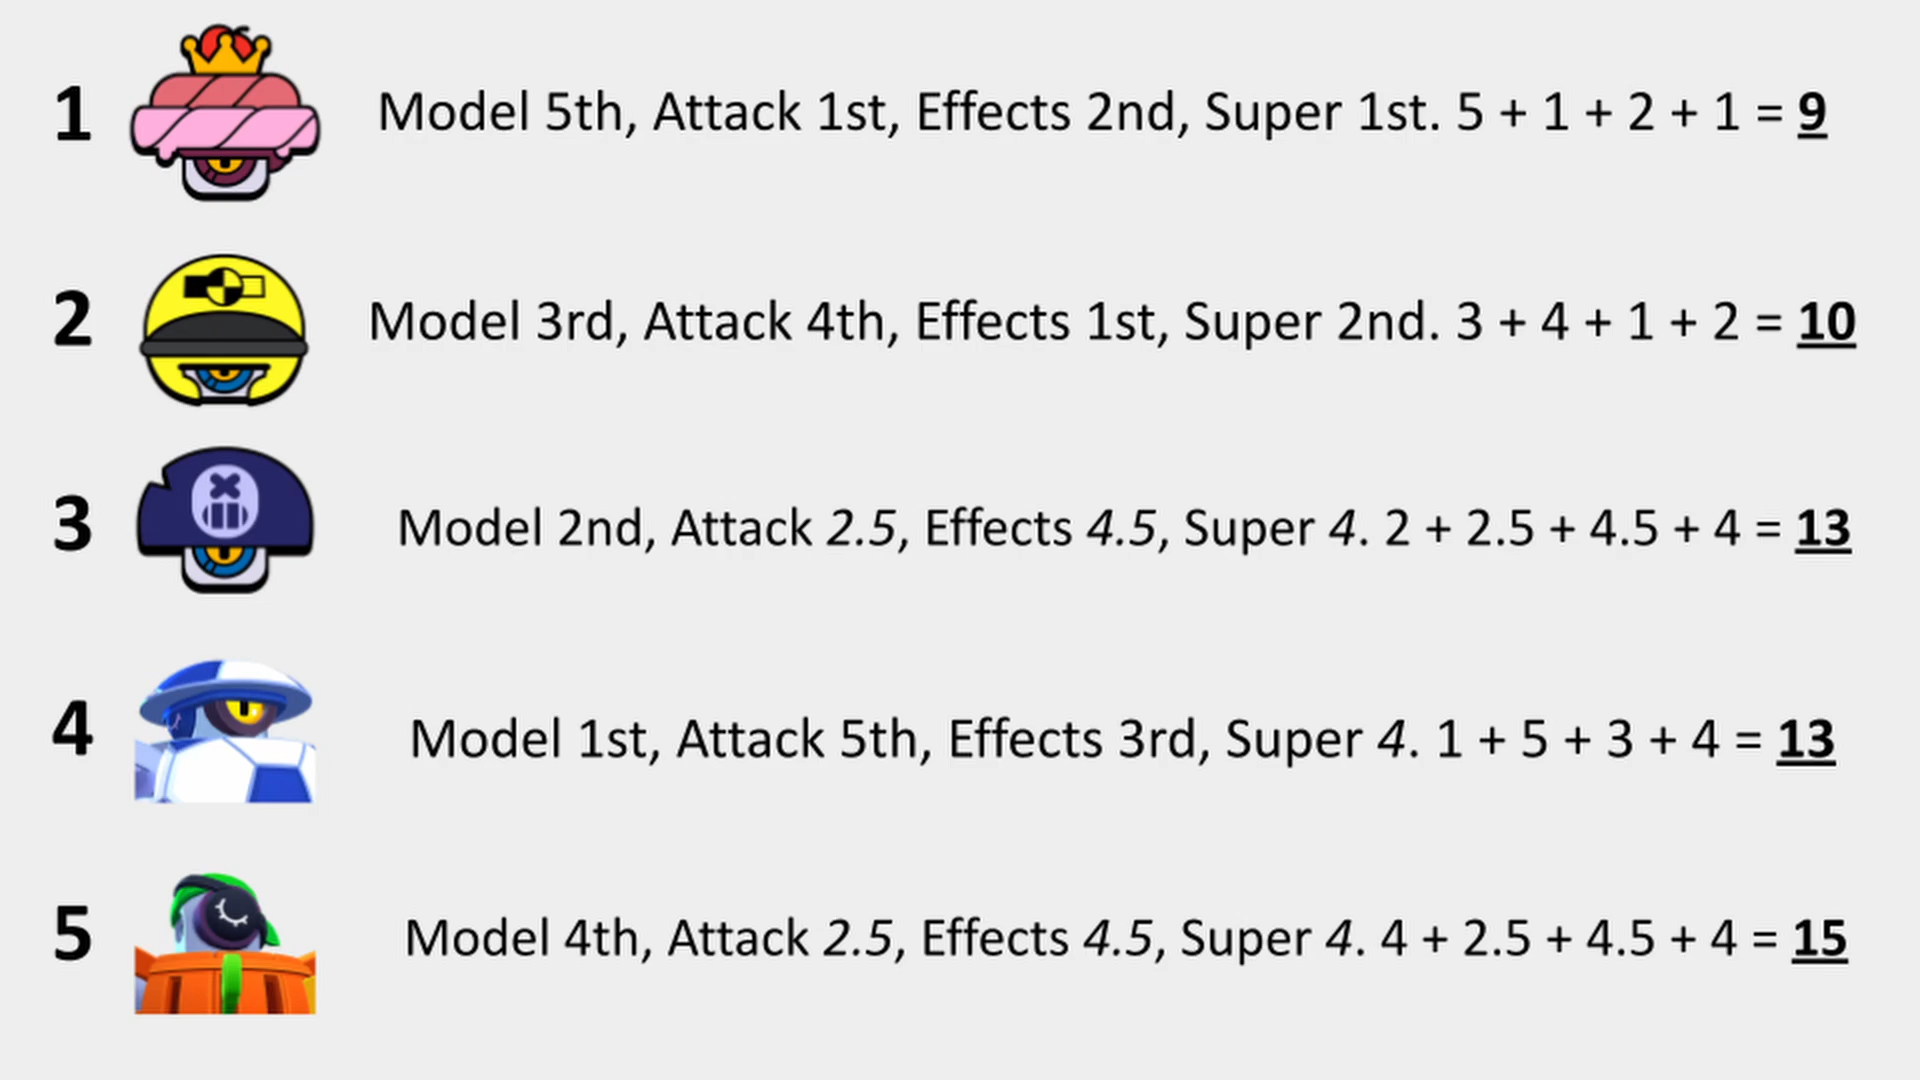 1 Model 5th, Attack 1st, Effects 2nd, Super 1st. 5 + 1 + 2 + 1 = 9
2 Model 3rd, Attack 4th, Effects 1st, Super 2nd. 3 + 4 + 1 + 2 = 10
3 Model 2nd, Attack 2.5, Effects 4.5, Super 4. 2 + 2.5 + 4.5 + 4 = 13
4 Model 1st, Attack 5th, Effects 3rd, Super 4. 1 + 5 + 3 + 4 = 13
5 Model 4th, Attack 2.5, Effects 4.5, Super 4. 4 + 2.5 + 4.5 + 4 = 15